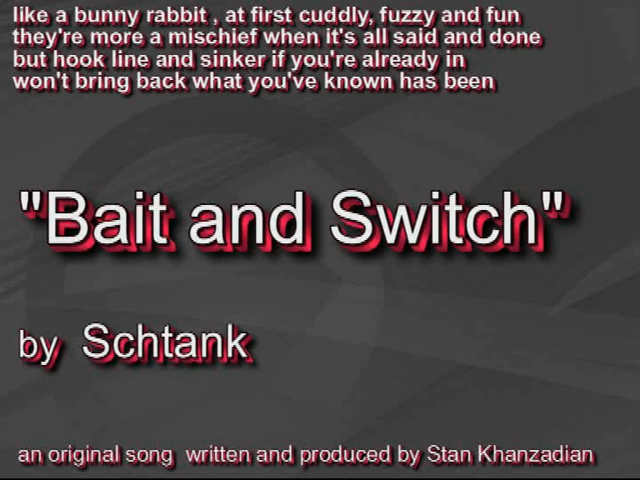 like a bunny rabbit , at first cuddly, fuzzy and fun
they're more a mischief when it's all said and done
but hook line and sinker if you're already in
won't bring back what you've known has been
"Bait and Switch"
by Schtank
an original song written and produced by Stan Khanzadian